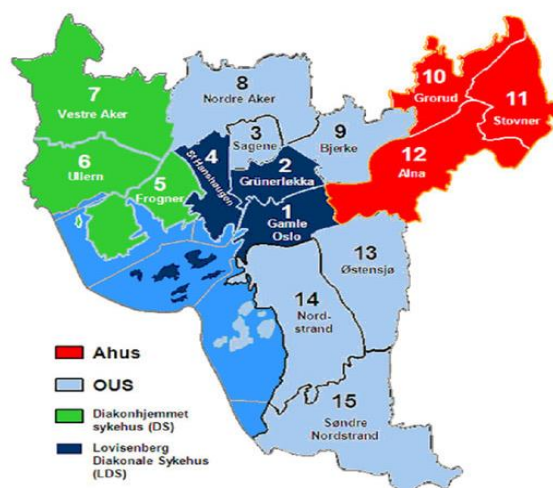 7
Vestre Aker
8
Nordre Aker
10
Grorud
11
Stovner
6
Ullern
5
Frogner
4
St Hanshaugen
3
Sagene
9
Bjerke
2
Grünerløkka
12
Alna
1
Gamle
Oslo
13
Østensjø
14
Nord-
strand
15
Søndre
Nordstrand
Ahus
OUS
Diakonhjemmet
sykehus (DS)
Lovisenberg
Diakonale Sykehus
(LDS)